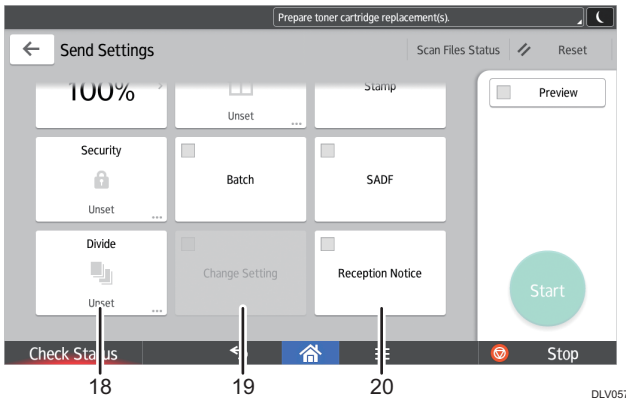 Prepare toner cartridge replacement(s).
Send Settings
Scan Files Status
Reset
100%
Unset
Stamp
Preview
Security
Unset
Batch
SADF
Divide
Unset
Change Setting
Reception Notice
Start
Check Status
Stop
18
19
20
DLV057